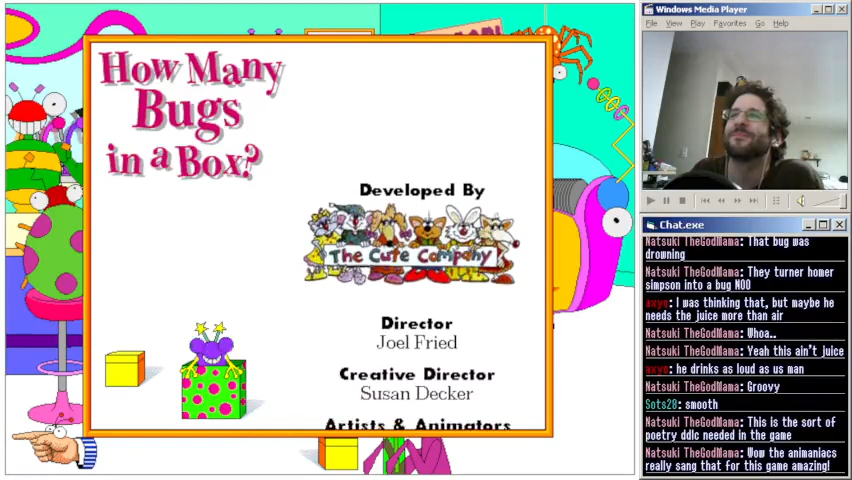 How Many
Bugs
in a Box?
Developed By
The Cute Company
Director
Joel Fried
Creative Director
Susan Decker
Artists & Animators
Windows Media Player
File View Play Favorites Go Help
Chat.exe
Natsuki TheGodMama: That bug was
drowning
Natsuki TheGodMama: They turner homer
simpson into a bug NOO
axyo: I was thinking that, but maybe he
needs the juice more than air
Natsuki TheGodMama: Whoa..
Natsuki TheGodMama: Yeah this ain't juice
axyo: he drinks as loud as us man
Natsuki TheGodMama: Groovy
Sots28: smooth
Natsuki TheGodMama: This is the sort of
poetry ddlc needed in the game
Natsuki TheGodMama: Wow the animaniacs
really sang that for this game amazing!